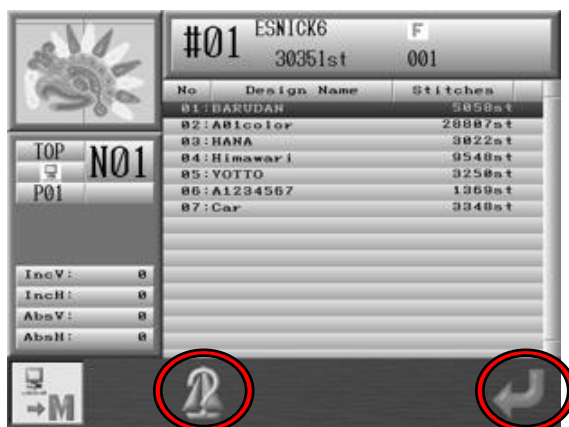 #01 ESNICK6 F
30351st 001
No Design Name Stitches
01:BARUDAN 5058st
02:A01color 28807st
03:HANA 3022st
04:Himawari 9548st
05:YOTTO 3250st
06:A1234567 1369st
07:Car 3348st
TOP N01
P01
IncV: 0
IncH: 0
AbsV: 0
AbsH: 0
⇒M